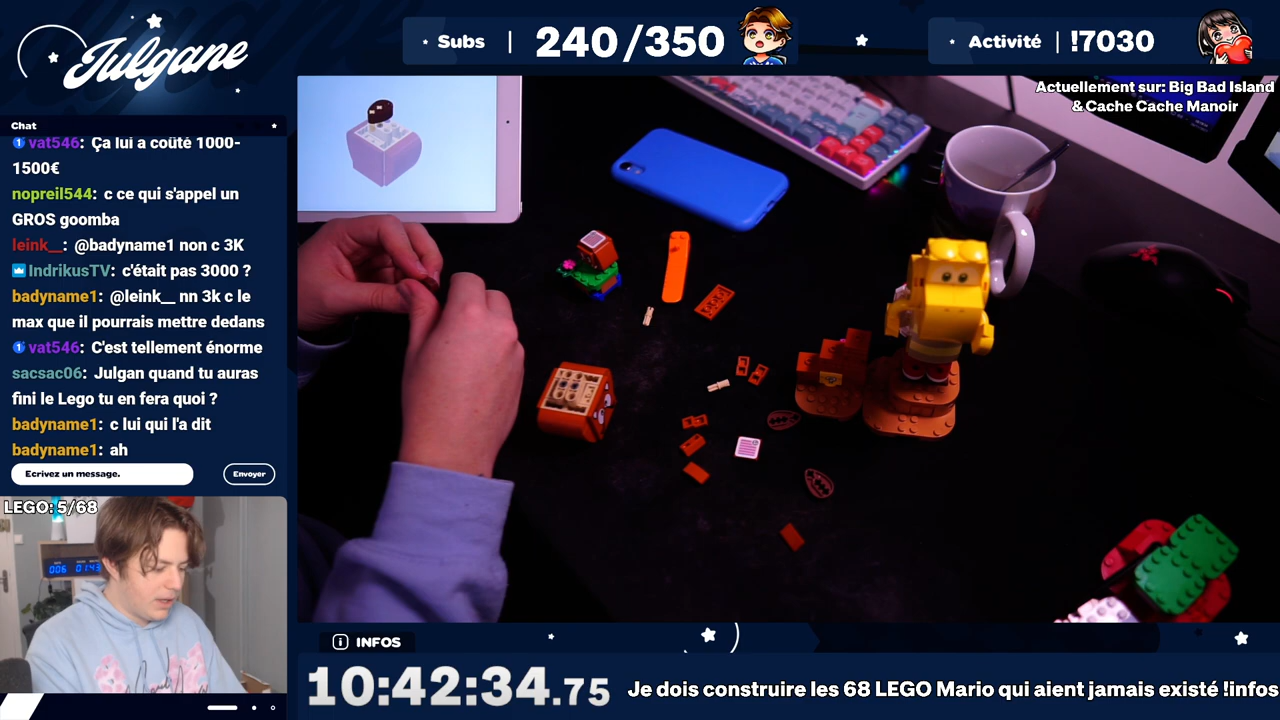 Julgane
Subs | 240/350
Activité | !7030
Actuellement sur: Big Bad Island
& Cache Cache Manoir
Chat
vat546: Ça lui a coûté 1000-
1500€
nopreil544: c ce qui s'appel un
GROS goomba
leink__: @badyname1 non c 3K
IndrikusTV: c'était pas 3000 ?
badyname1: @leink__ nn 3k c le
max que il pourrais mettre dedans
vat546: C'est tellement énorme
sacsac06: Julgan quand tu auras
fini le Lego tu en fera quoi ?
badyname1: c lui qui l'a dit
badyname1: ah
Ecrivez un message.
Envoyer
LEGO: 5/68
INFOS
10:42:34.75
Je dois construire les 68 LEGO Mario qui aient jamais existé !infos